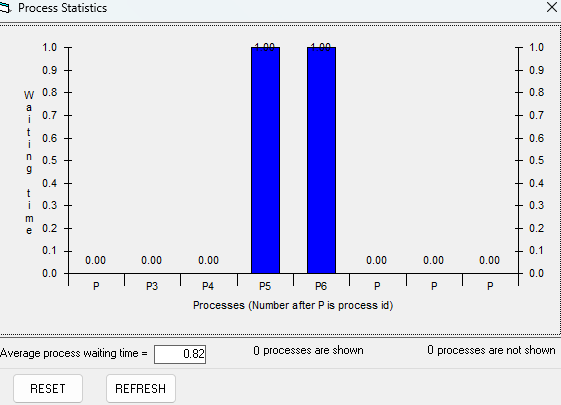 Process Statistics
1.0 1.00 1.00 1.0
0.9 0.9
0.8 0.8
0.7 0.7
0.6 0.6
0.5 0.5
0.4 0.4
0.3 0.3
0.2 0.2
0.1 0.1
0.0 0.0
Waiting time
0.00 0.00 0.00 0.00 0.00 0.00
P P3 P4 P5 P6 P P P
Processes (Number after P is process id)
Average process waiting time = 0.82 0 processes are shown 0 processes are not shown
RESET REFRESH